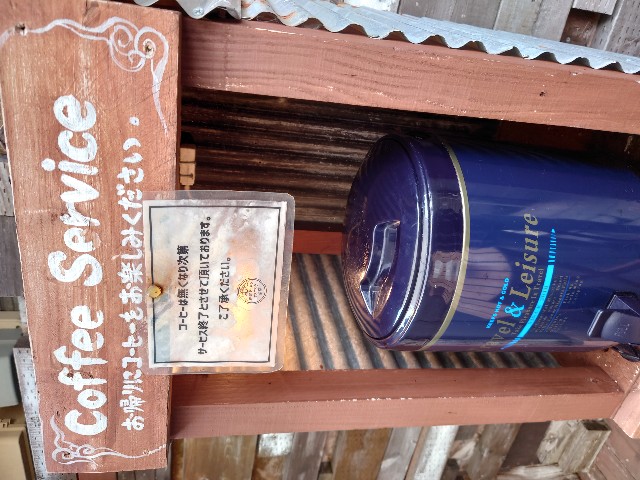 Coffee Service
お帰りにコーヒーをお楽しみください。
コーヒーは無くなり次第
サービス終了とさせて頂いております。
ご了承ください。
& Leisure